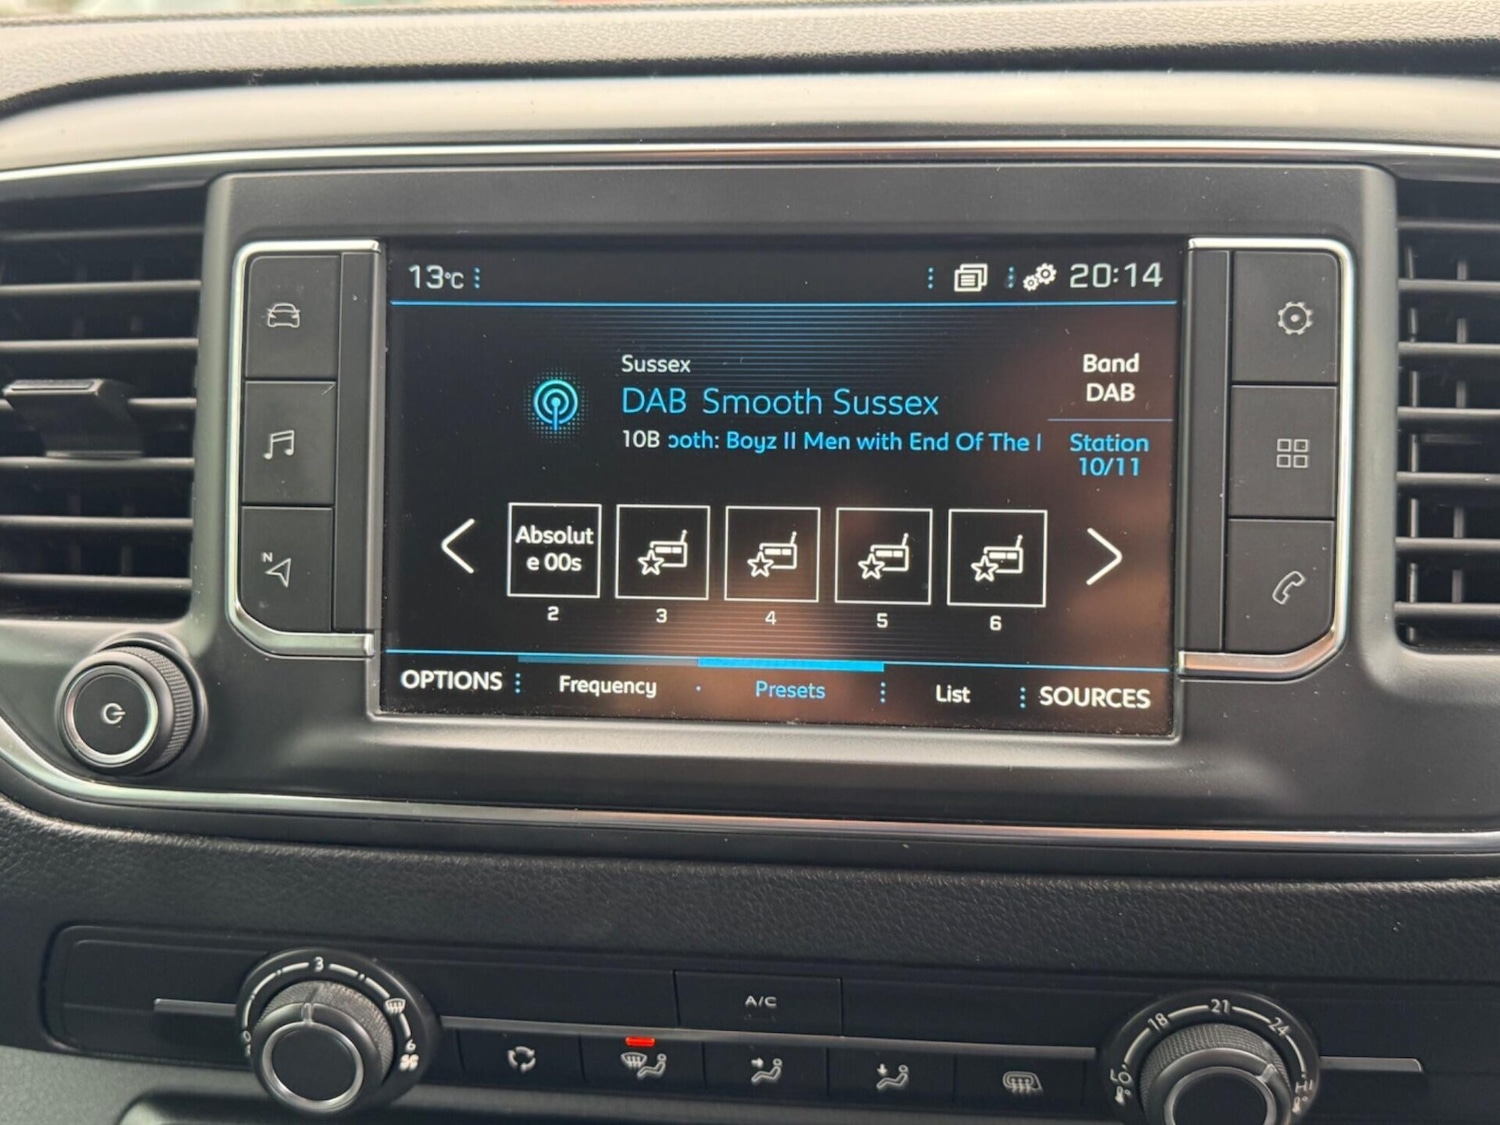 13°C
20:14
Sussex
DAB Smooth Sussex
10B ooth: Boyz II Men with End Of The
Band
DAB
Station
10/11
Absolut
e 00s
2
3
4
5
6
OPTIONS
Frequency
Presets
List
SOURCES
N
3
6
A/C
18
21
24